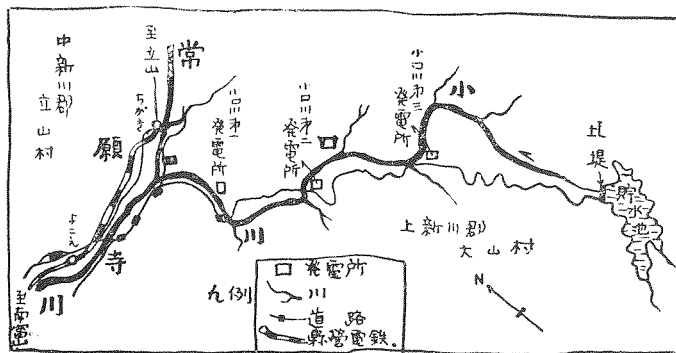 中新川郡
立山村
至立山
ちがき
常
願
寺
川
よこえ
至南富山
小口川第一
発電所
小口川第二
発電所
小口川第三
発電所
小
口
川
堰堤
貯水池
上新川郡
大山村
N
凡例
発電所
川
道路
縣營電鉄.